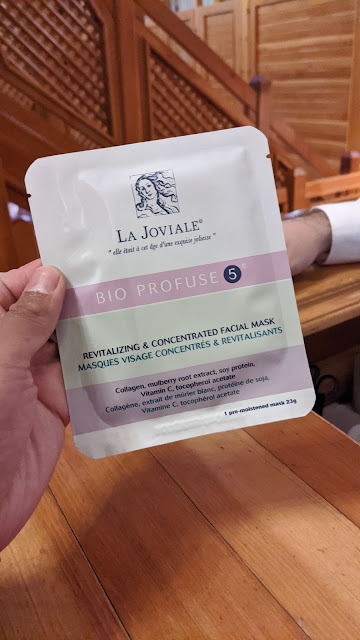 LA JOVIALE®
" elle était à cet âge d'une exquise joliesse "
BIO PROFUSE 5®
REVITALIZING & CONCENTRATED FACIAL MASK
MASQUES VISAGE CONCENTRÉS & REVITALISANTS
Collagen, mulberry root extract, soy protein,
Vitamin C, tocopherol acetate
Collagène, extrait de mûrier blanc, protéine de soja,
Vitamine C, tocophérol acetate
1 pre-moistened mask 23g